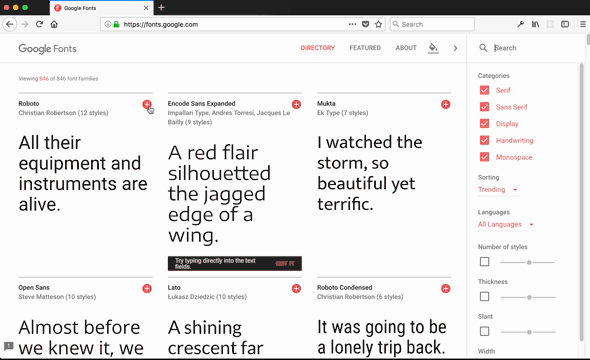 Google Fonts
https://fonts.google.com
Search
Google Fonts
DIRECTORY
FEATURED
ABOUT
Search
Viewing 846 of 846 font families
Roboto
Christian Robertson (12 styles)
All their
equipment and
instruments are
alive.
Encode Sans Expanded
Impallari Type, Andres Torresi, Jacques Le
Bailly (9 styles)
A red flair
silhouetted
the jagged
edge of a
wing.
Try typing directly into the text
fields.
GOT IT
Mukta
Ek Type (7 styles)
I watched the
storm, so
beautiful yet
terrific.
Open Sans
Steve Matteson (10 styles)
Almost before
we knew it, we
Lato
Łukasz Dziedzic (10 styles)
A shining
crescent far
Roboto Condensed
Christian Robertson (6 styles)
It was going to be
a lonely trip back.
Categories
Serif
Sans Serif
Display
Handwriting
Monospace
Sorting
Trending
Languages
All Languages
Number of styles
Thickness
Slant
Width